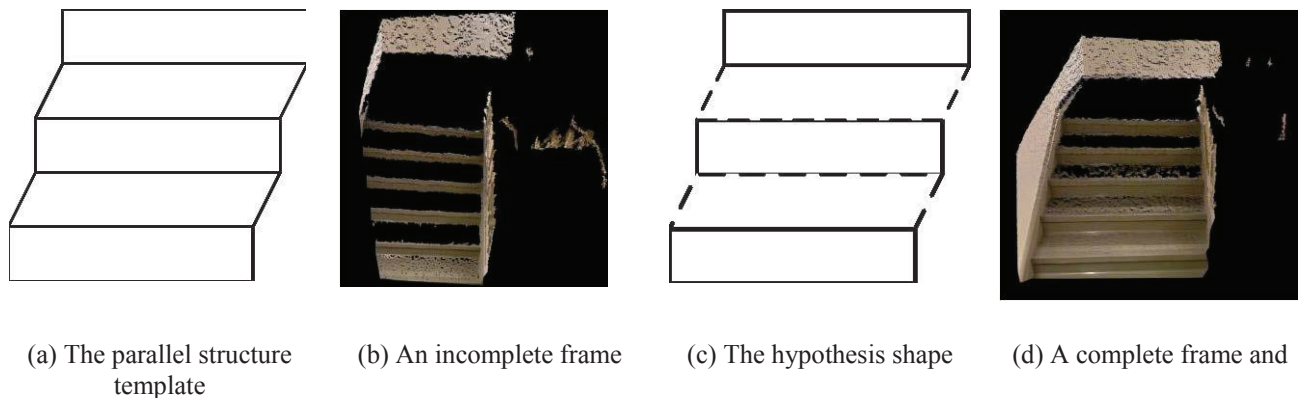 (a) The parallel structure
template
(b) An incomplete frame
(c) The hypothesis shape
(d) A complete frame and